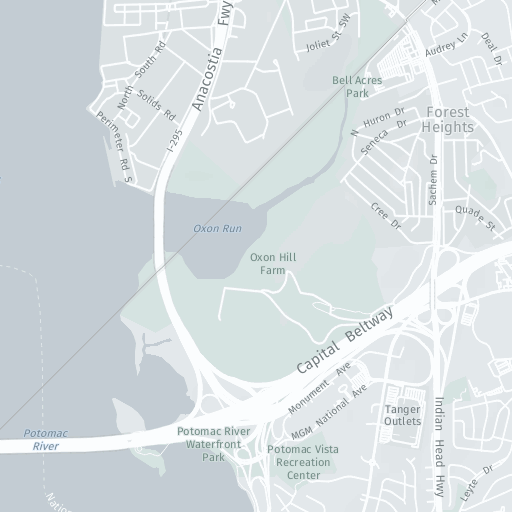 Joliet St SW
Audrey Ln
Deal Dr
Anacostia Fwy
North
South Rd
Solids Rd
Perimeter Rd S
I-295
Bell Acres
Park
Forest
Heights
N Huron Dr
Seneca Dr
Sachem Dr
Cree Dr
Quade St
Oxon Run
Oxon Hill
Farm
Capital Beltway
Monument Ave
MGM National Ave
Tanger
Outlets
Indian Head Hwy
Potomac
River
Potomac River
Waterfront
Park
Potomac Vista
Recreation
Center
Leyte Dr